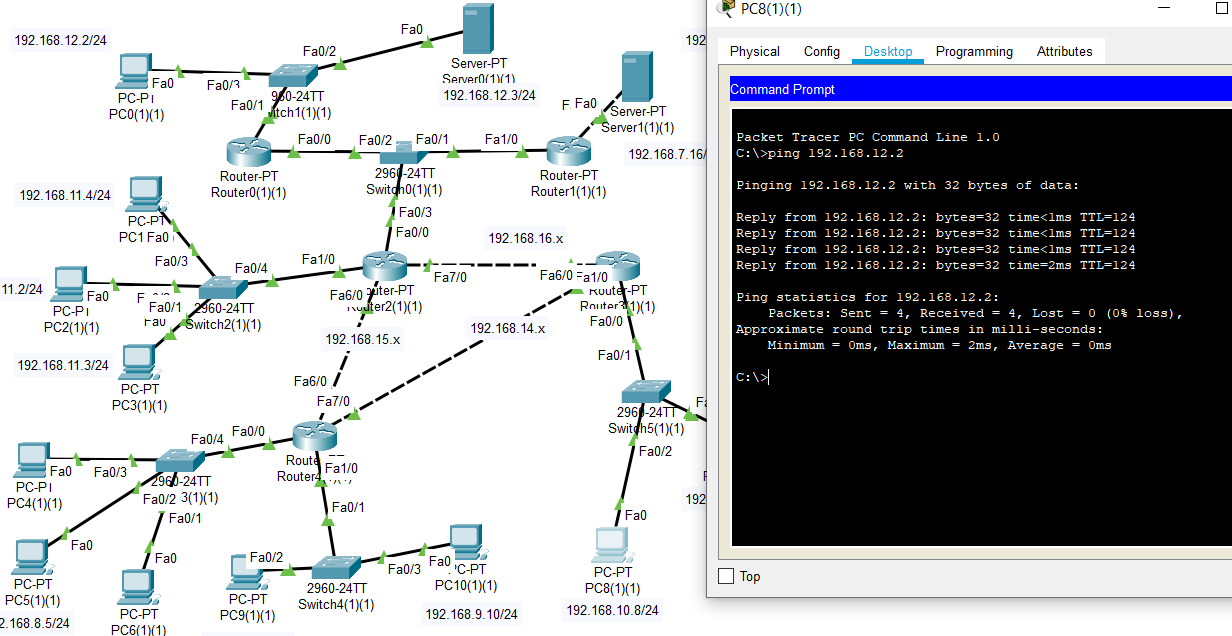 192.168.12.2/24
Fa0
Fa0/3
PC0(1)(1)
Fa0/2
Fa0
Server-PT
Server0(1)(1)
192.168.12.3/24
Fa0/1
Fa0/0
Router-PT
Router0(1)(1)
Fa0/2
Fa0/1
2960-24TT
Switch0(1)(1)
Fa0/3
Fa0/0
Fa1/0
Router-PT
Router1(1)(1)
Fa0
Server-PT
Server1(1)(1)
192.168.7.16/
192.168.11.4/24
PC-PT
PC1
Fa0
Fa0/3
Fa0/4
Fa1/0
192.168.16.x
Fa7/0
Fa6/0
Fa1/0
11.2/24
Fa0
PC-PT
PC2(1)(1)
Fa0/1
Fa0
2960-24TT
Switch2(1)(1)
Fa6/0
192.168.15.x
192.168.14.x
Fa0/0
192.168.11.3/24
PC-PT
PC3(1)(1)
Fa0/1
Fa6/0
Fa7/0
2960-24TT
Switch5(1)(1)
Fa0/2
Fa0/4
Fa0/0
Fa0
Fa0/3
PC4(1)(1)
Fa0/2
Fa0/1
Fa1/0
Fa0/1
Fa0
PC-PT
PC5(1)(1)
Fa0
PC-PT
PC6(1)(1)
Fa0/2
PC-PT
PC9(1)(1)
2960-24TT
Switch4(1)(1)
Fa0/3
Fa0
PC10(1)(1)
192.168.9.10/24
Fa0
PC-PT
PC8(1)(1)
192.168.10.8/24
PC8(1)(1)
Physical Config Desktop Programming Attributes
Command Prompt
Packet Tracer PC Command Line 1.0
C:\>ping 192.168.12.2
Pinging 192.168.12.2 with 32 bytes of data:
Reply from 192.168.12.2: bytes=32 time<1ms TTL=124
Reply from 192.168.12.2: bytes=32 time<1ms TTL=124
Reply from 192.168.12.2: bytes=32 time<1ms TTL=124
Reply from 192.168.12.2: bytes=32 time=2ms TTL=124
Ping statistics for 192.168.12.2:
Packets: Sent = 4, Received = 4, Lost = 0 (0% loss),
Approximate round trip times in milli-seconds:
Minimum = 0ms, Maximum = 2ms, Average = 0ms
C:\>
Top